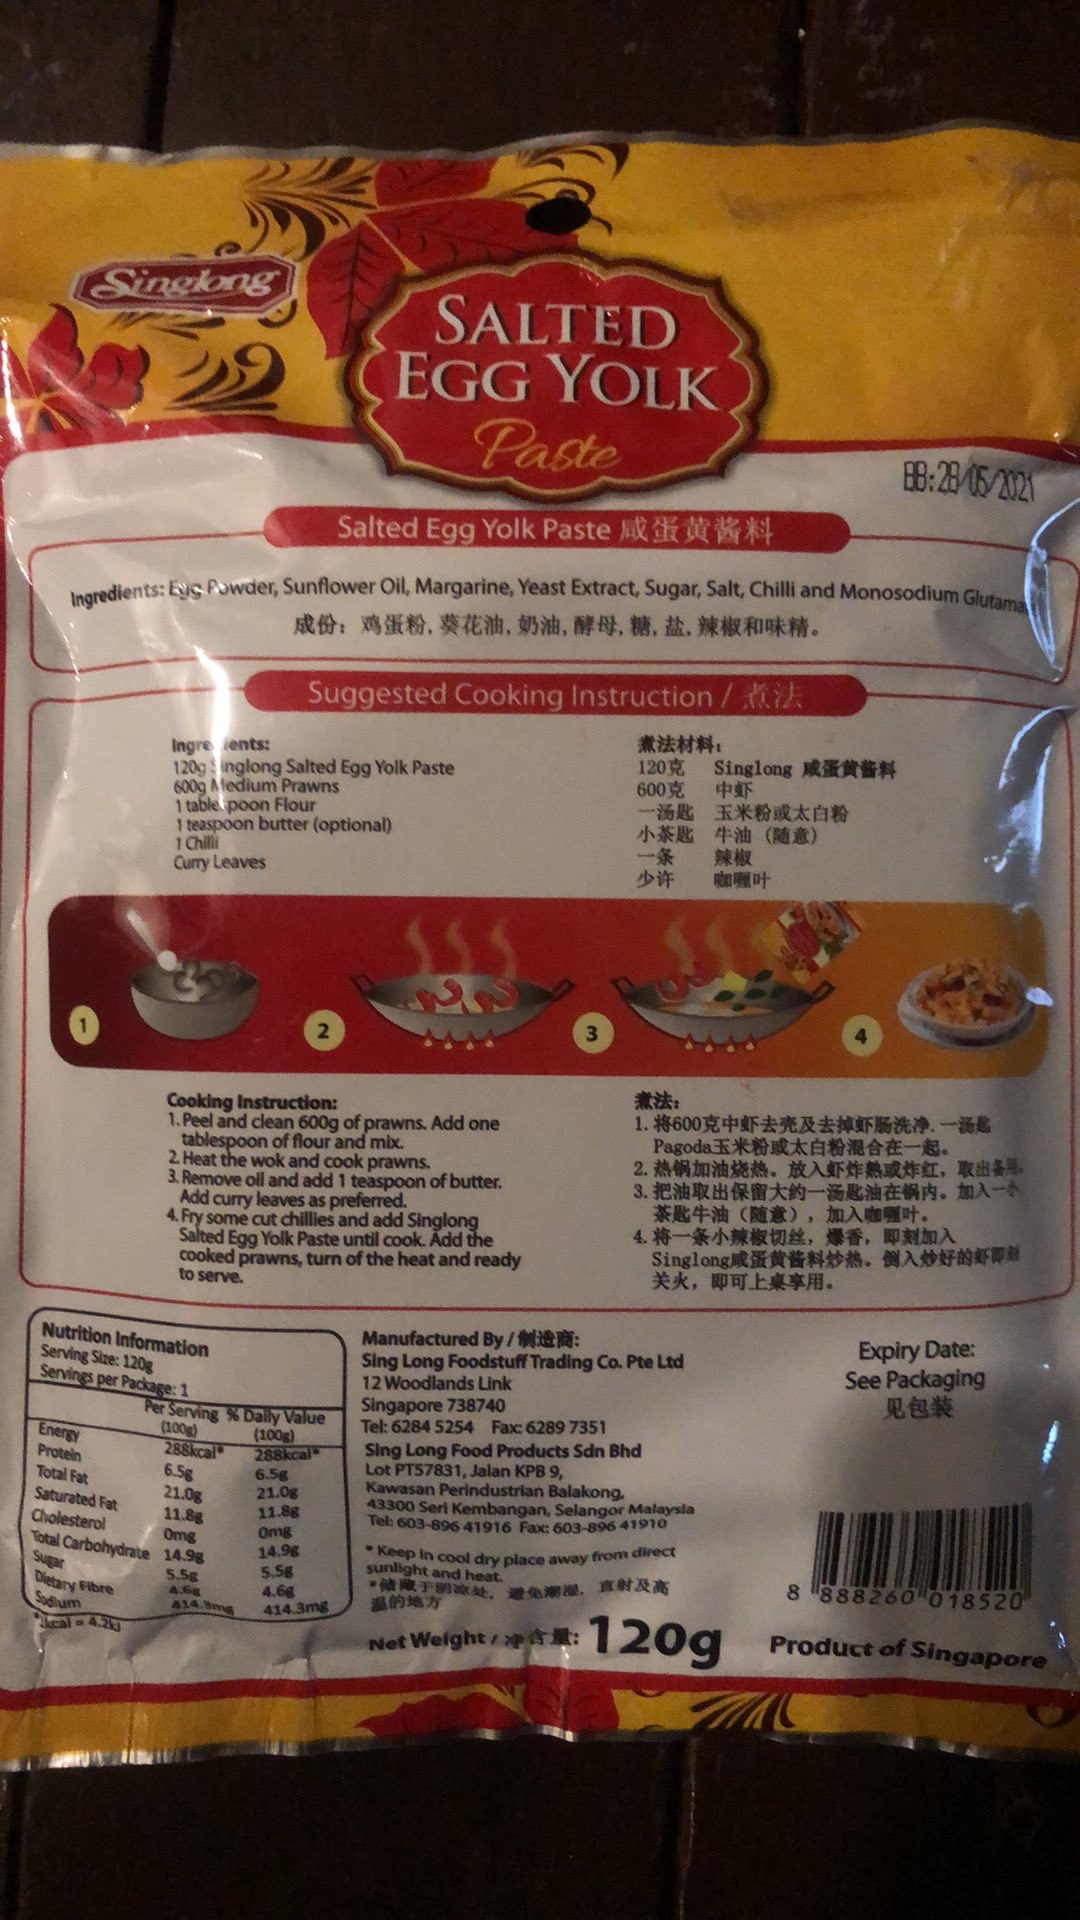 Singlong
SALTED
EGG YOLK
Paste
BB:28/05/2021
Salted Egg Yolk Paste 咸蛋黄酱料
Ingredients: Egg Powder, Sunflower Oil, Margarine, Yeast Extract, Sugar, Salt, Chilli and Monosodium Glutama
成份：鸡蛋粉，葵花油，奶油，酵母，糖，盐，辣椒和味精。
Suggested Cooking Instruction / 煮法
Ingredients:
120g Singlong Salted Egg Yolk Paste
600g Medium Prawns
1 tablespoon Flour
1 teaspoon butter (optional)
1 Chilli
Curry Leaves
煮法材料：
120克 Singlong 咸蛋黄酱料
600克 中虾
一汤匙 玉米粉或太白粉
小茶匙 牛油（随意）
一条 辣椒
少许 咖喱叶
1
2
3
4
Cooking Instruction:
1. Peel and clean 600g of prawns. Add one
tablespoon of flour and mix.
2. Heat the wok and cook prawns.
3. Remove oil and add 1 teaspoon of butter.
Add curry leaves as preferred.
4. Fry some cut chillies and add Singlong
Salted Egg Yolk Paste until cook. Add the
cooked prawns, turn of the heat and ready
to serve.
煮法：
1. 将600克中虾去壳及去掉虾肠洗净. 一汤匙
Pagoda玉米粉或太白粉混合在一起。
2. 热锅加油烧热。放入虾炸熟或炸红，取出备用。
3. 把油取出保留大约一汤匙油在锅内。加入一小
茶匙牛油（随意），加入咖喱叶。
4. 将一条小辣椒切丝，爆香，即刻加入
Singlong咸蛋黄酱料炒热。倒入炒好的虾即刻
关火，即可上桌享用。
Nutrition Information
Serving Size: 120g
Servings per Package: 1
Per Serving % Daily Value
(100g) (100g)
Energy 288kcal* 288kcal*
Protein 6.5g 6.5g
Total Fat 21.0g 21.0g
Saturated Fat 11.8g 11.8g
Cholesterol 0mg 0mg
Total Carbohydrate 14.9g 14.9g
Sugar 5.5g 5.5g
Dietary Fibre 4.6g 4.6g
Sodium 414.3mg 414.3mg
*1kcal = 4.2kJ
Manufactured By / 制造商:
Sing Long Foodstuff Trading Co. Pte Ltd
12 Woodlands Link
Singapore 738740
Tel: 6284 5254 Fax: 6289 7351
Sing Long Food Products Sdn Bhd
Lot PT57831, Jalan KPB 9,
Kawasan Perindustrian Balakong,
43300 Seri Kembangan, Selangor Malaysia
Tel: 603-896 41916 Fax: 603-896 41910
* Keep in cool dry place away from direct
sunlight and heat.
*储藏于阴凉处，避免潮湿，直射及高
温的地方
Net Weight / 净含量: 120g
Expiry Date:
See Packaging
见包装
8 888260 018520
Product of Singapore